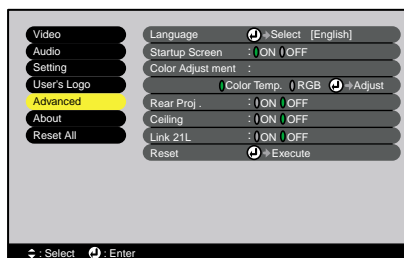 Video
Audio
Setting
User's Logo
Advanced
About
Reset All
Language Select [English]
Startup Screen : ON OFF
Color Adjust ment :
Color Temp. RGB Adjust
Rear Proj . : ON OFF
Ceiling : ON OFF
Link 21L : ON OFF
Reset Execute
: Select : Enter